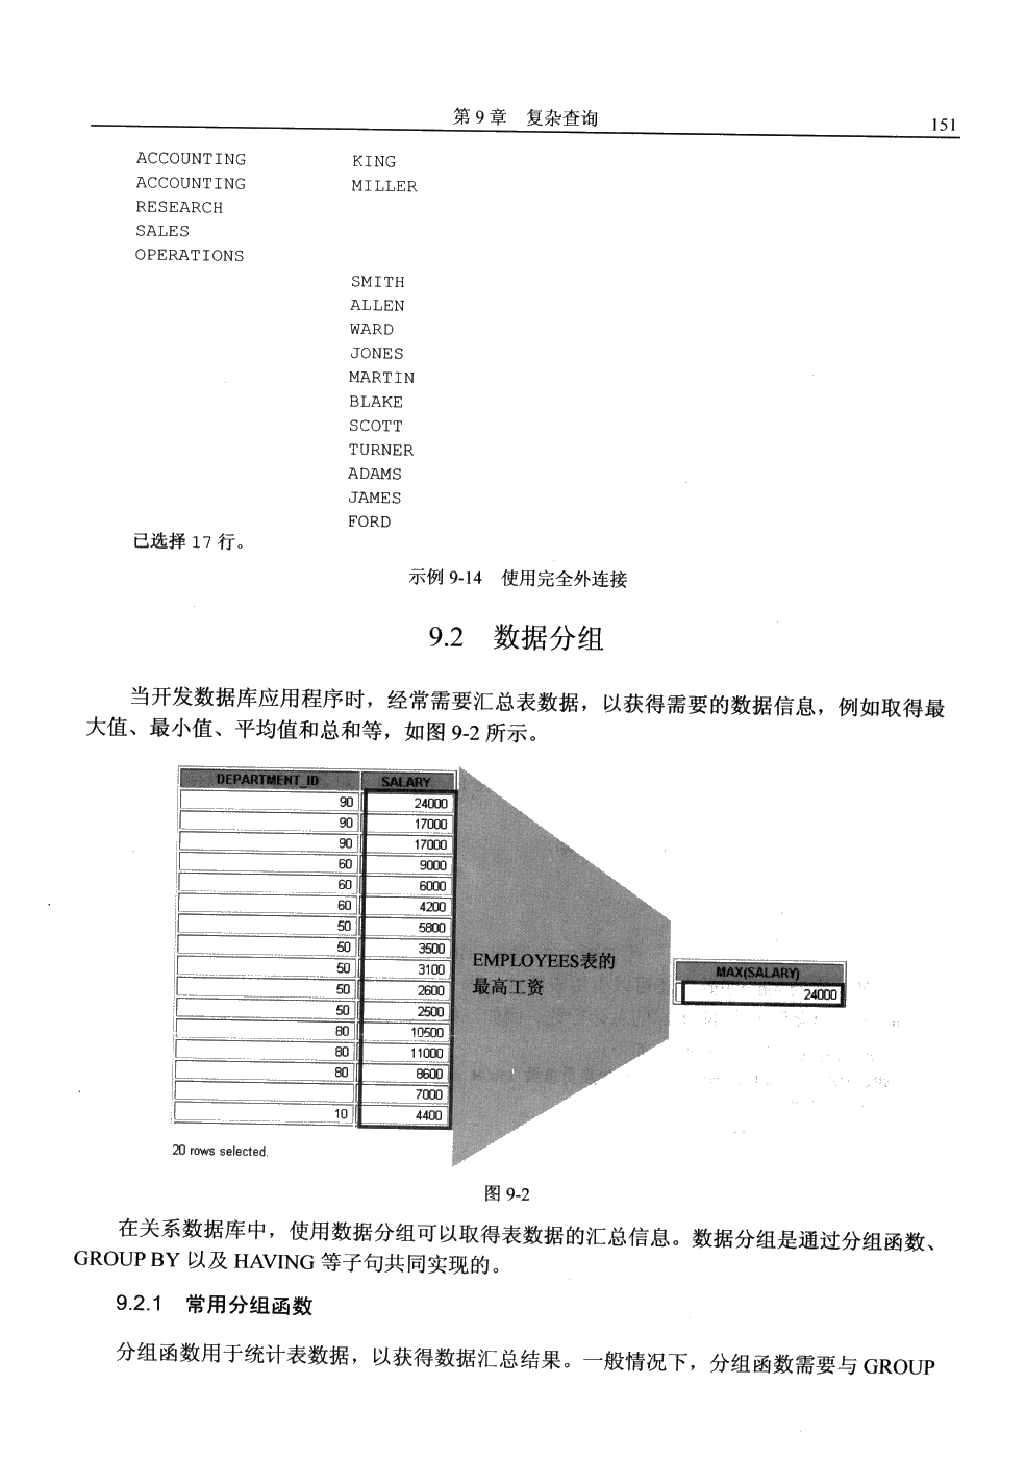 第 9 章 复杂查询 151
ACCOUNTING KING
ACCOUNTING MILLER
RESEARCH
SALES
OPERATIONS
SMITH
ALLEN
WARD
JONES
MARTIN
BLAKE
SCOTT
TURNER
ADAMS
JAMES
FORD
已选择 17 行。
示例 9-14 使用完全外连接
9.2 数据分组
当开发数据库应用程序时，经常需要汇总表数据，以获得需要的数据信息，例如取得最
大值、最小值、平均值和总和等，如图 9-2 所示。
DEPARTMENT_ID SALARY
90 24000
90 17000
90 17000
60 9000
60 6000
60 4200
50 5800
50 3500
50 3100
50 2600
50 2500
80 10500
80 11000
80 8600
7000
10 4400
20 rows selected.
EMPLOYEES表的
最高工资
MAX(SALARY)
24000
图 9-2
在关系数据库中，使用数据分组可以取得表数据的汇总信息。数据分组是通过分组函数、
GROUP BY 以及 HAVING 等子句共同实现的。
9.2.1 常用分组函数
分组函数用于统计表数据，以获得数据汇总结果。一般情况下，分组函数需要与 GROUP